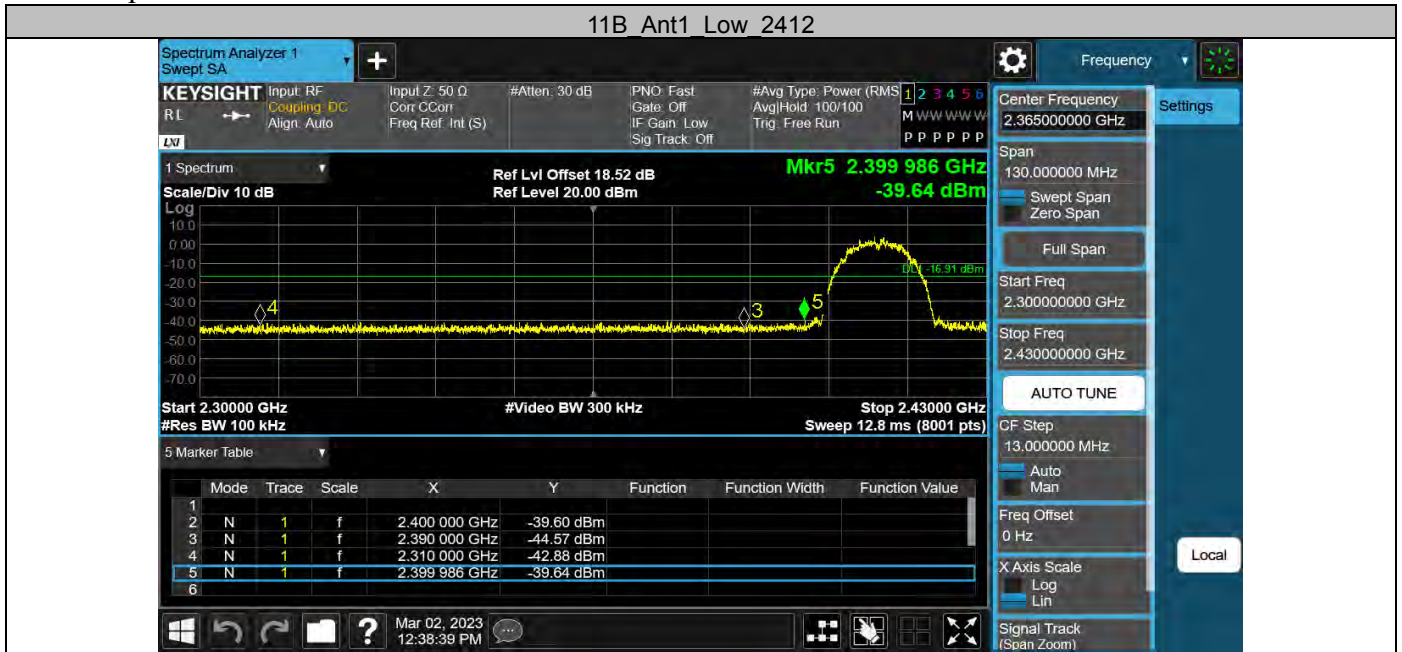 11B_Ant1_Low_2412
Spectrum Analyzer 1
Swept SA
+
Frequency
KEYSIGHT
RL
LXI
Input: RF
Coupling: DC
Align: Auto
Input Z: 50 Ω
Corr CCorr
Freq Ref: Int (S)
#Atten: 30 dB
PNO: Fast
Gate: Off
IF Gain: Low
Sig Track: Off
#Avg Type: Power (RMS
Avg|Hold: 100/100
Trig: Free Run
1 2 3 4 5 6
M W W W W W
P P P P P P
1 Spectrum
Scale/Div 10 dB
Ref Lvl Offset 18.52 dB
Ref Level 20.00 dBm
Mkr5 2.399 986 GHz
-39.64 dBm
Log
10.0
0.00
-10.0
-20.0
-30.0
-40.0
-50.0
-60.0
-70.0
DL1 -16.91 dBm
4
3
5
Start 2.30000 GHz
#Video BW 300 kHz
Stop 2.43000 GHz
#Res BW 100 kHz
Sweep 12.8 ms (8001 pts)
5 Marker Table
Mode Trace Scale X Y Function Function Width Function Value
1
2 N 1 f 2.400 000 GHz -39.60 dBm
3 N 1 f 2.390 000 GHz -44.57 dBm
4 N 1 f 2.310 000 GHz -42.88 dBm
5 N 1 f 2.399 986 GHz -39.64 dBm
6
?
Mar 02, 2023
12:38:39 PM
Center Frequency
2.365000000 GHz
Settings
Span
130.000000 MHz
Swept Span
Zero Span
Full Span
Start Freq
2.300000000 GHz
Stop Freq
2.430000000 GHz
AUTO TUNE
CF Step
13.000000 MHz
Auto
Man
Freq Offset
0 Hz
Local
X Axis Scale
Log
Lin
Signal Track
(Span Zoom)